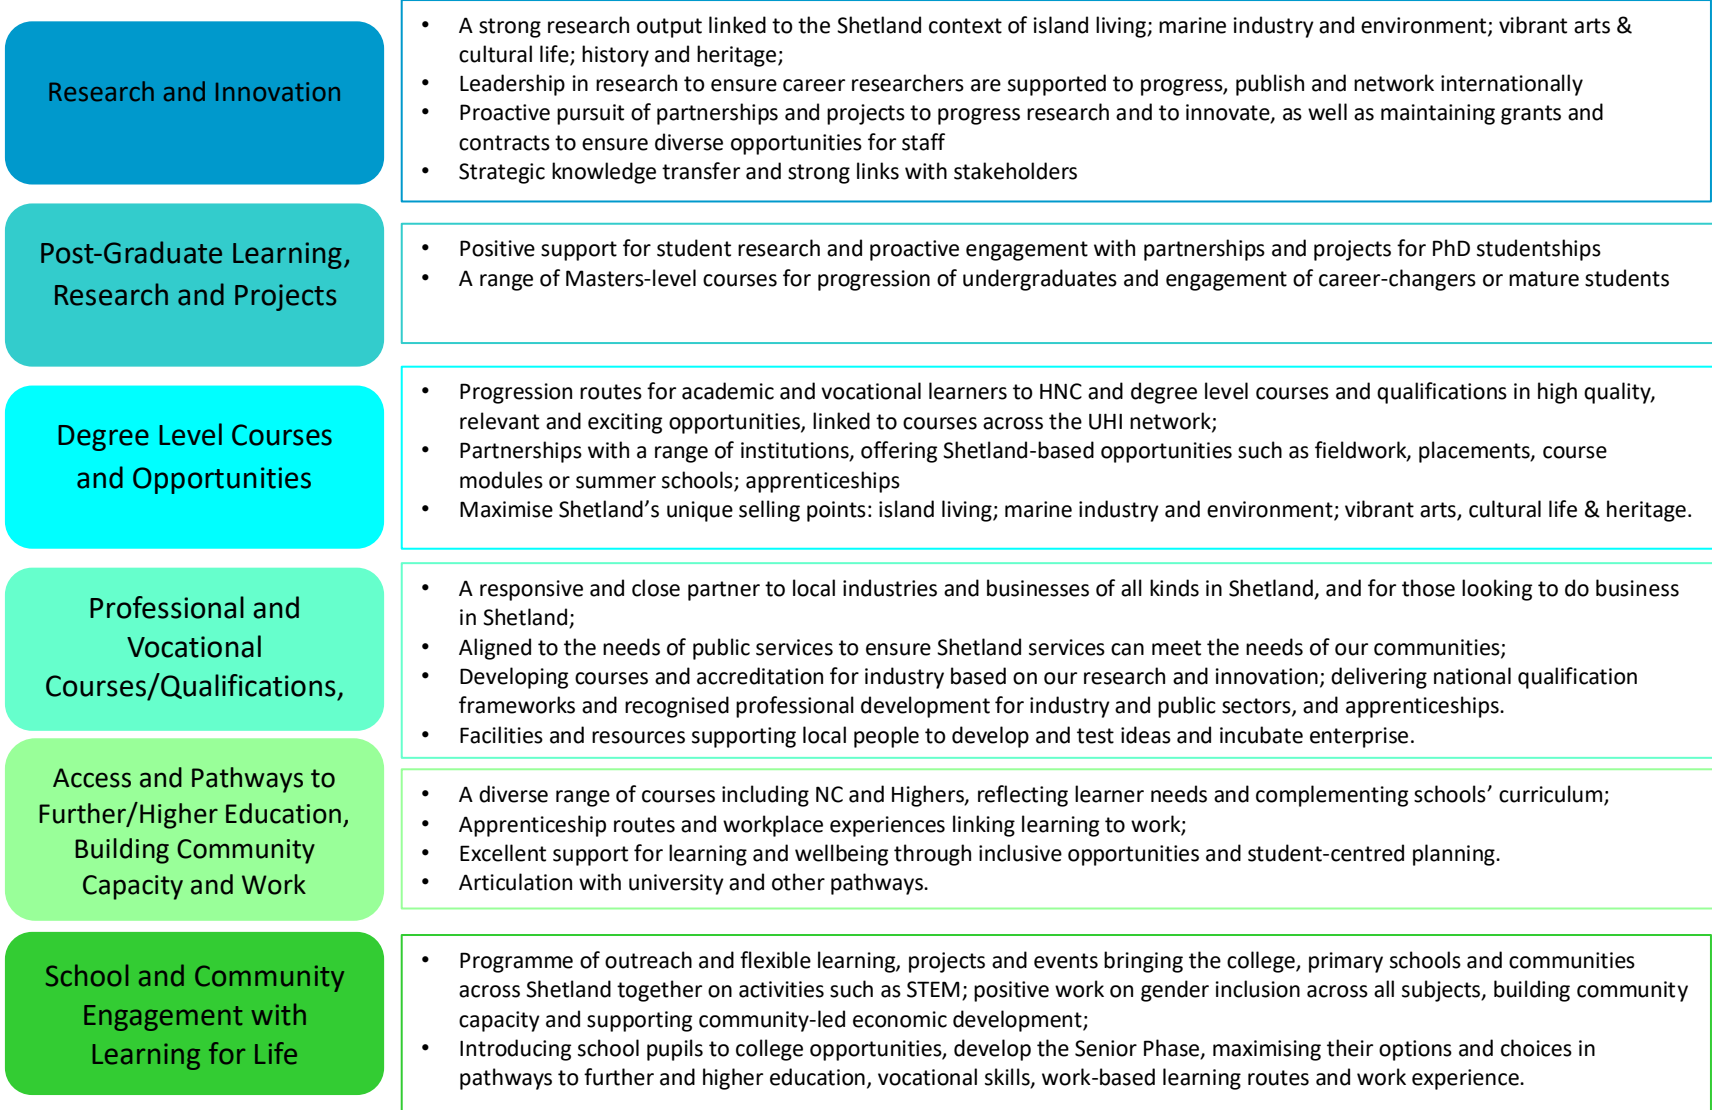 Research and Innovation
• A strong research output linked to the Shetland context of island living; marine industry and environment; vibrant arts &
cultural life; history and heritage;
• Leadership in research to ensure career researchers are supported to progress, publish and network internationally
• Proactive pursuit of partnerships and projects to progress research and to innovate, as well as maintaining grants and
contracts to ensure diverse opportunities for staff
• Strategic knowledge transfer and strong links with stakeholders
Post-Graduate Learning,
Research and Projects
• Positive support for student research and proactive engagement with partnerships and projects for PhD studentships
• A range of Masters-level courses for progression of undergraduates and engagement of career-changers or mature students
Degree Level Courses
and Opportunities
• Progression routes for academic and vocational learners to HNC and degree level courses and qualifications in high quality,
relevant and exciting opportunities, linked to courses across the UHI network;
• Partnerships with a range of institutions, offering Shetland-based opportunities such as fieldwork, placements, course
modules or summer schools; apprenticeships
• Maximise Shetland’s unique selling points: island living; marine industry and environment; vibrant arts, cultural life & heritage.
Professional and
Vocational
Courses/Qualifications,
• A responsive and close partner to local industries and businesses of all kinds in Shetland, and for those looking to do business
in Shetland;
• Aligned to the needs of public services to ensure Shetland services can meet the needs of our communities;
• Developing courses and accreditation for industry based on our research and innovation; delivering national qualification
frameworks and recognised professional development for industry and public sectors, and apprenticeships.
• Facilities and resources supporting local people to develop and test ideas and incubate enterprise.
Access and Pathways to
Further/Higher Education,
Building Community
Capacity and Work
• A diverse range of courses including NC and Highers, reflecting learner needs and complementing schools’ curriculum;
• Apprenticeship routes and workplace experiences linking learning to work;
• Excellent support for learning and wellbeing through inclusive opportunities and student-centred planning.
• Articulation with university and other pathways.
School and Community
Engagement with
Learning for Life
• Programme of outreach and flexible learning, projects and events bringing the college, primary schools and communities
across Shetland together on activities such as STEM; positive work on gender inclusion across all subjects, building community
capacity and supporting community-led economic development;
• Introducing school pupils to college opportunities, develop the Senior Phase, maximising their options and choices in
pathways to further and higher education, vocational skills, work-based learning routes and work experience.